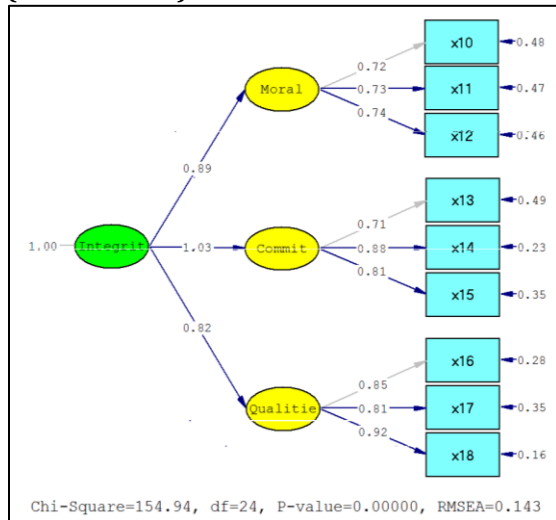 x10
0.48
0.72
Moral
0.73
x11
0.47
0.74
x12
0.46
0.89
x13
0.49
0.71
1.00
Integrit
1.03
Commit
0.88
x14
0.23
0.81
x15
0.35
0.82
x16
0.28
0.85
Qualitie
0.81
x17
0.35
0.92
x18
0.16
Chi-Square=154.94, df=24, P-value=0.00000, RMSEA=0.143